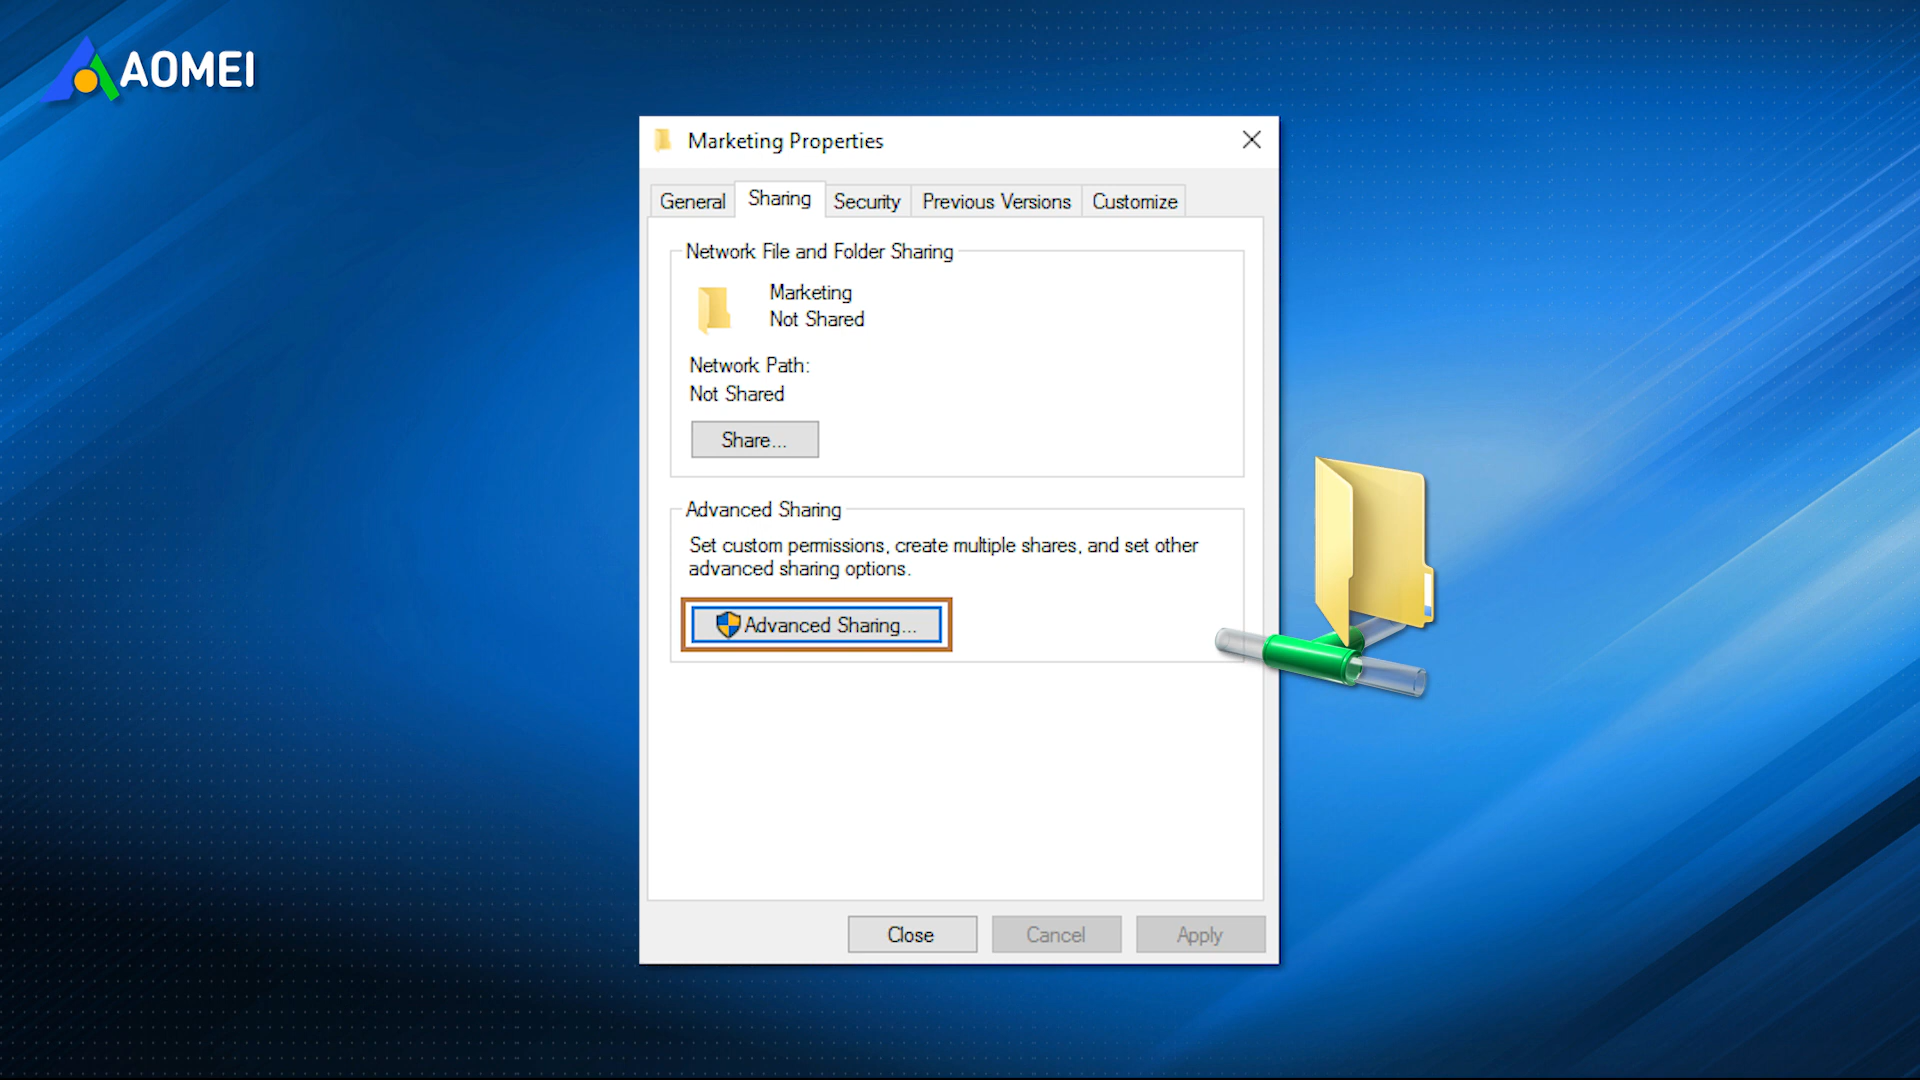 AOMEI
Marketing Properties
General
Sharing
Security
Previous Versions
Customize
Network File and Folder Sharing
Marketing
Not Shared
Network Path:
Not Shared
Share...
Advanced Sharing
Set custom permissions, create multiple shares, and set other
advanced sharing options.
Advanced Sharing...
Close
Cancel
Apply